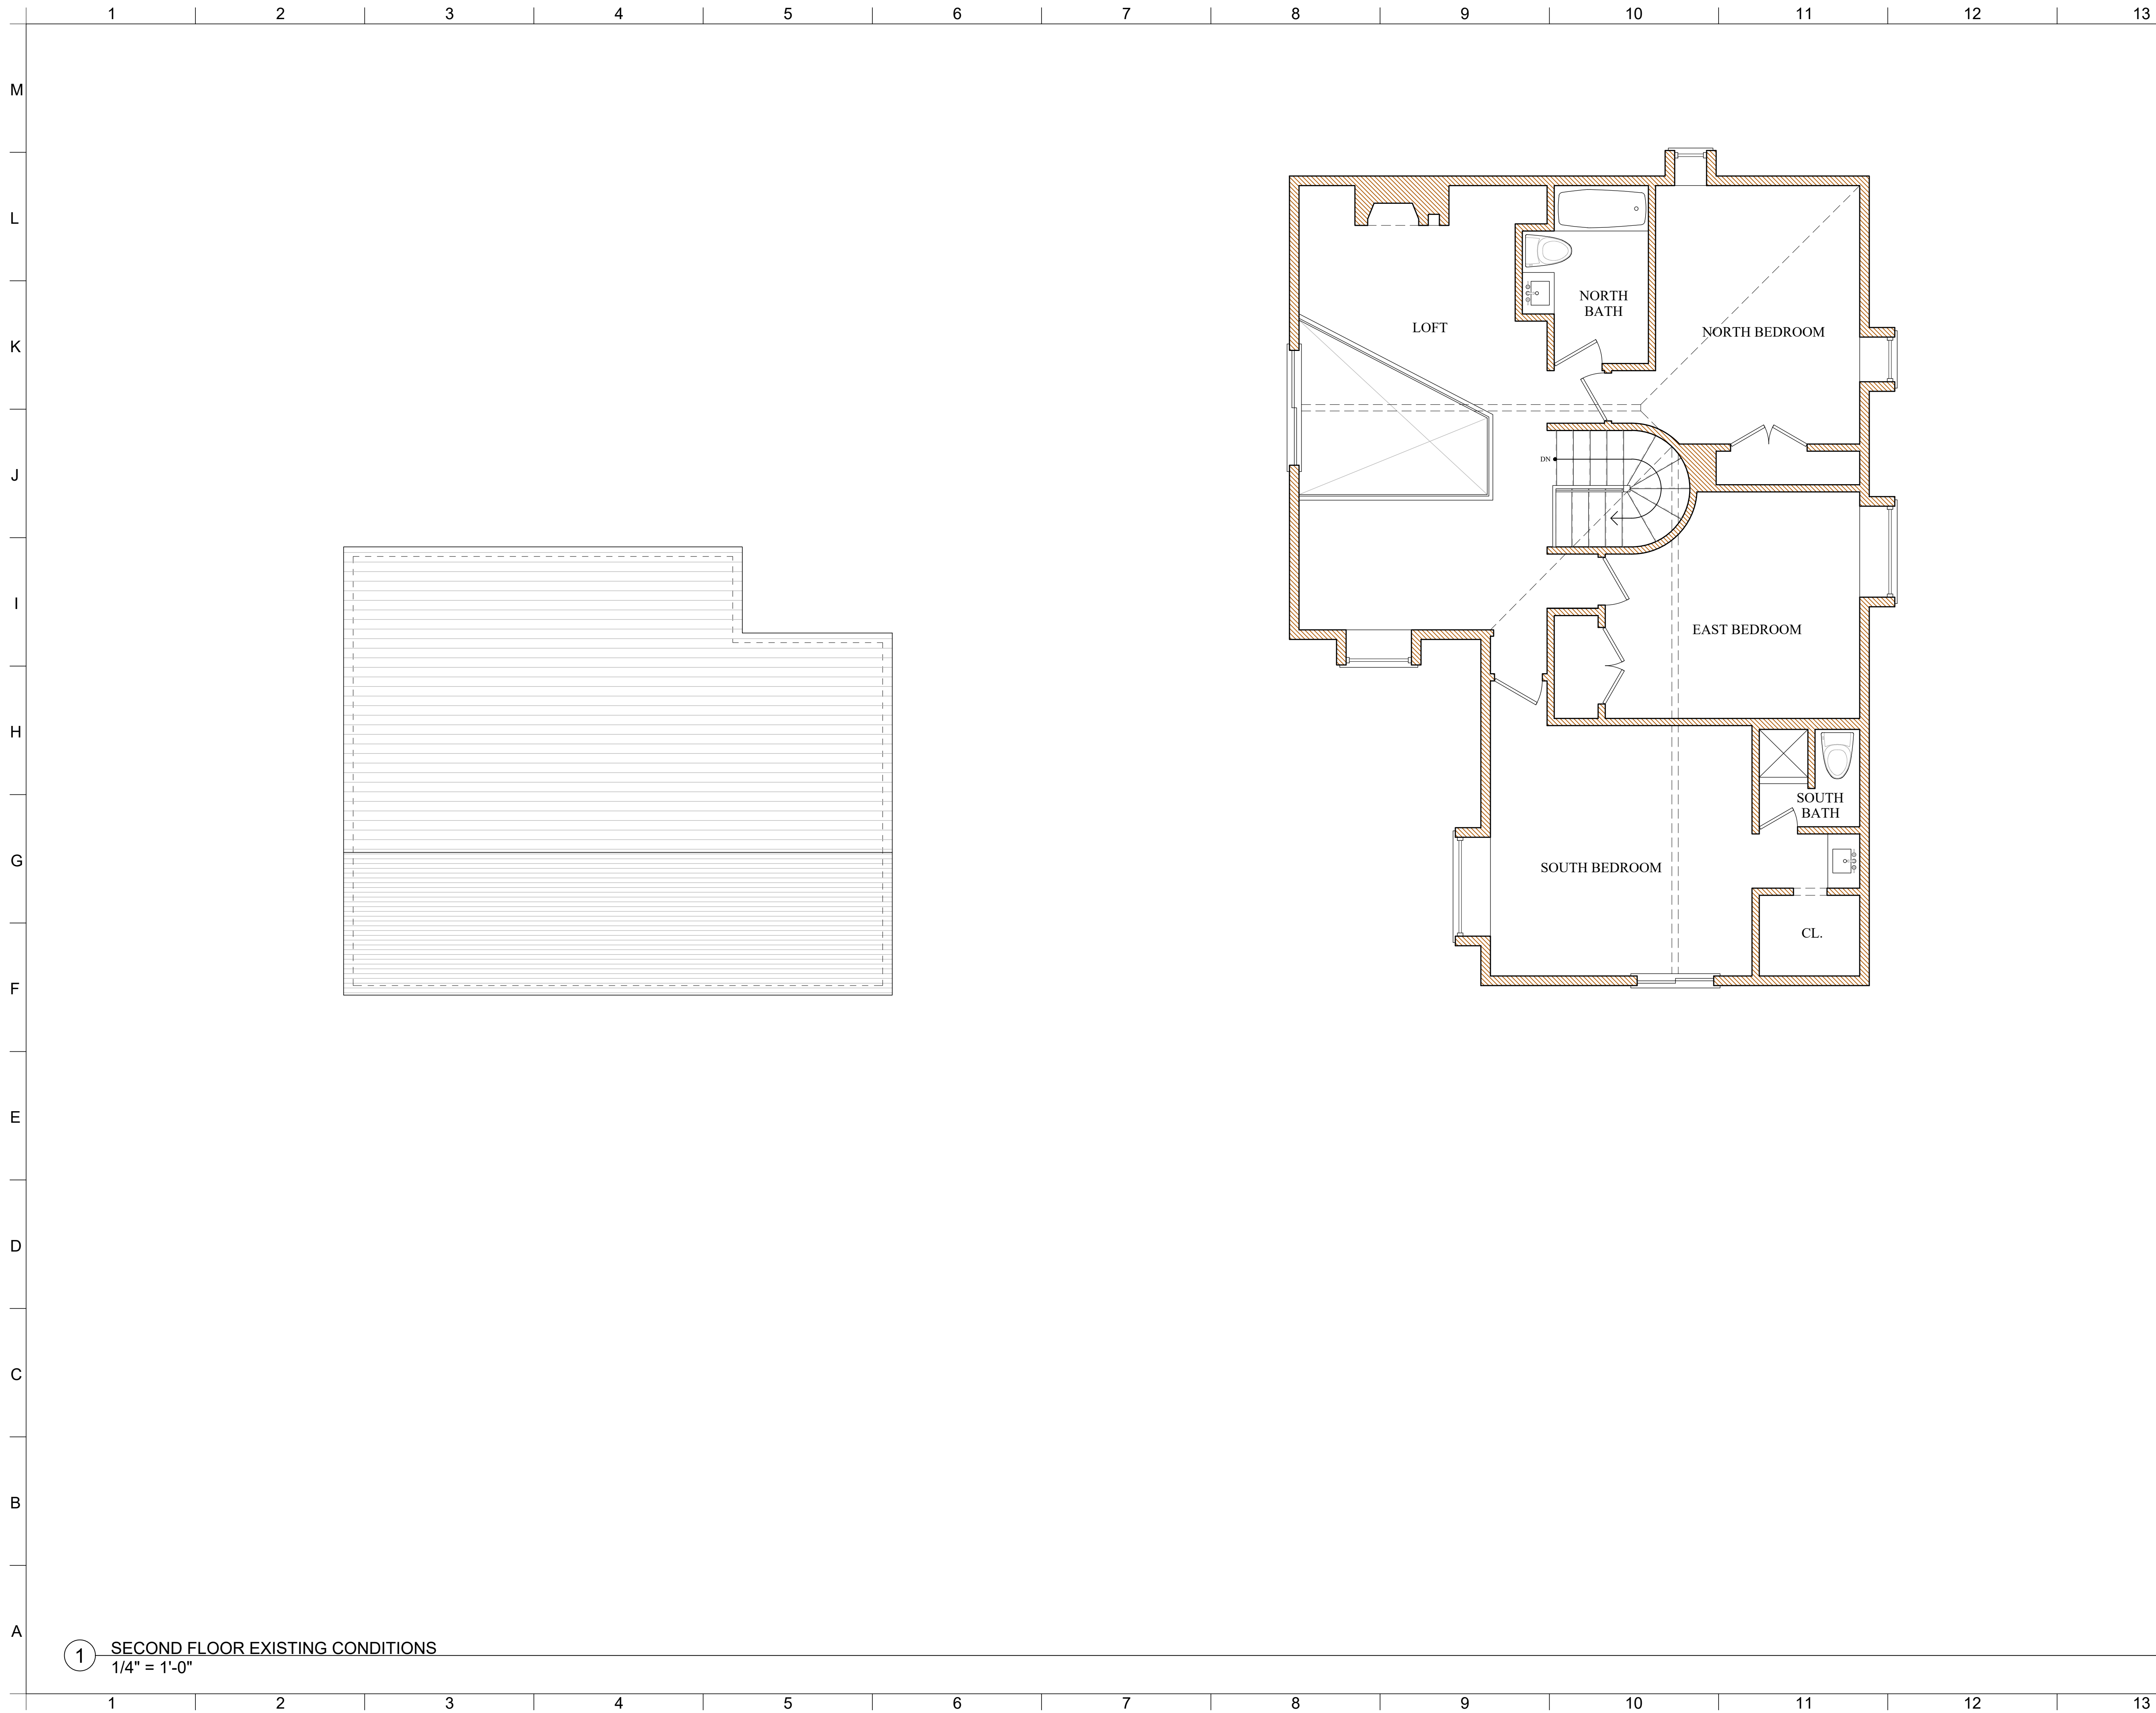 1 2 3 4 5 6 7 8 9 10 11 12 13
M
L
K
J
I
H
G
F
E
D
C
B
A
LOFT
NORTH
BATH
NORTH BEDROOM
DN
EAST BEDROOM
SOUTH
BATH
SOUTH BEDROOM
CL.
1
SECOND FLOOR EXISTING CONDITIONS
1/4" = 1'-0"
1 2 3 4 5 6 7 8 9 10 11 12 13